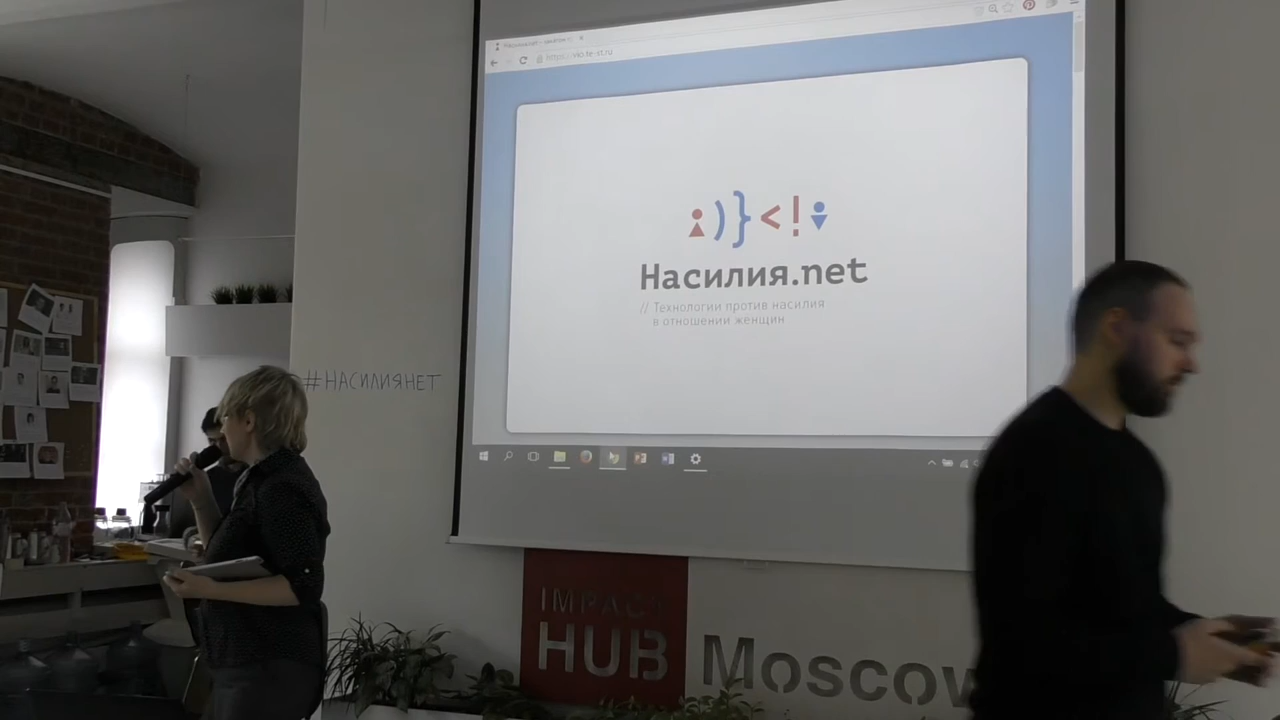 :)}<!
Насилия.net
// Технологии против насилия
в отношении женщин
#НАСИЛИЯНЕТ
IMPACT
HUB Moscow